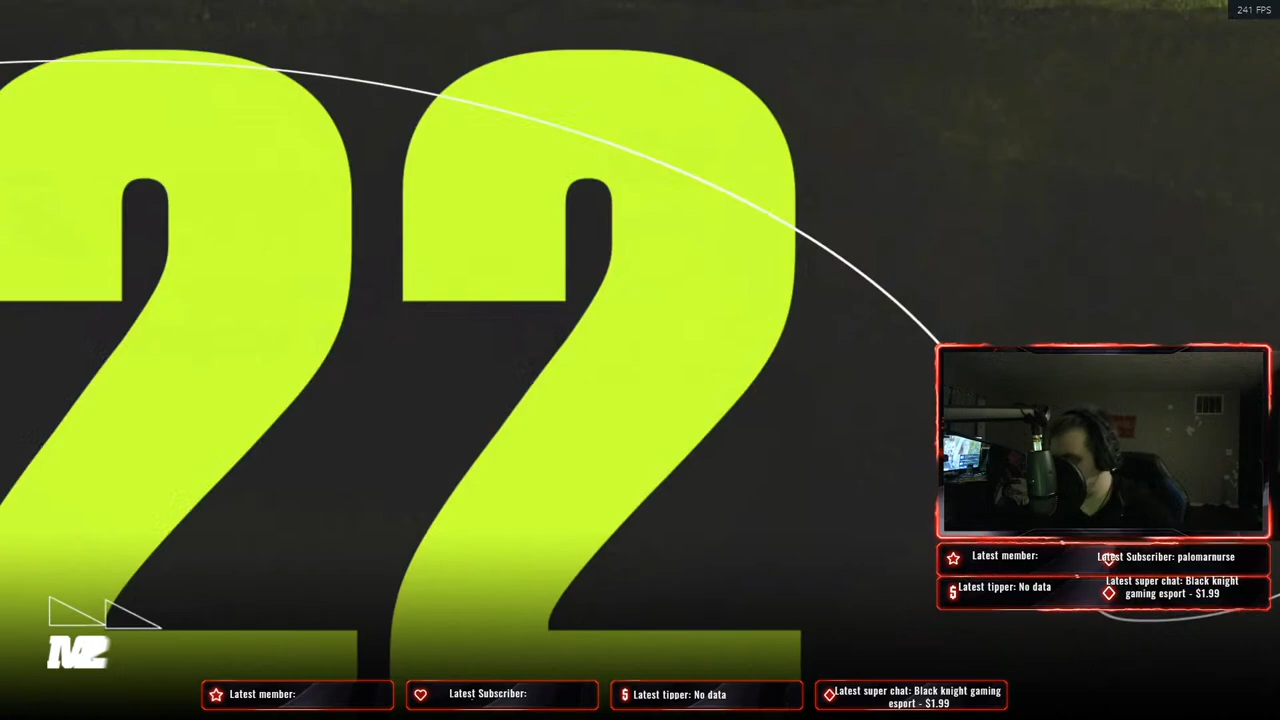 241 FPS
22
Latest member:
Latest Subscriber: palomarnurse
Latest tipper: No data
Latest super chat: Black knight
gaming esport - $1.99
Latest member:
Latest Subscriber:
Latest tipper: No data
Latest super chat: Black knight gaming
esport - $1.99